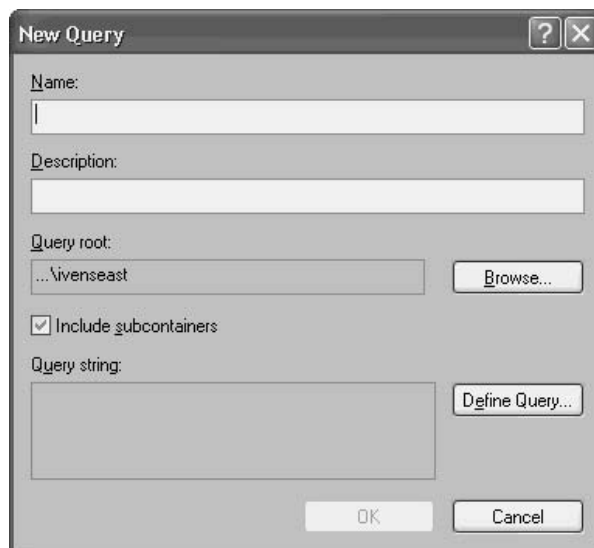 New Query
Name:
Description:
Query root:
...\ivenseast
Browse...
Include subcontainers
Query string:
Define Query...
OK
Cancel